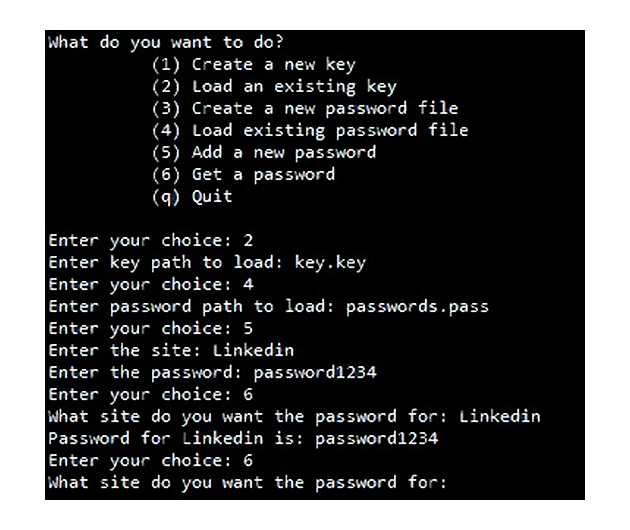 What do you want to do?
(1) Create a new key
(2) Load an existing key
(3) Create a new password file
(4) Load existing password file
(5) Add a new password
(6) Get a password
(q) Quit
Enter your choice: 2
Enter key path to load: key.key
Enter your choice: 4
Enter password path to load: passwords.pass
Enter your choice: 5
Enter the site: Linkedin
Enter the password: password1234
Enter your choice: 6
What site do you want the password for: Linkedin
Password for Linkedin is: password1234
Enter your choice: 6
What site do you want the password for: